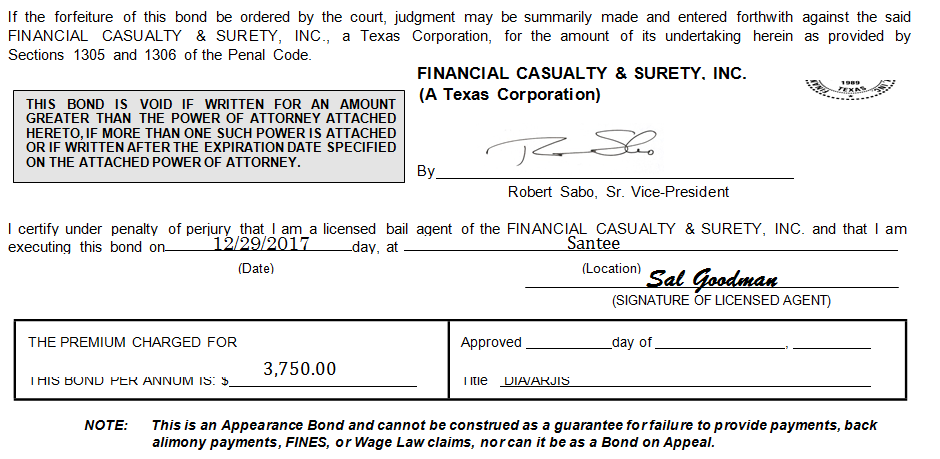 If the forfeiture of this bond be ordered by the court, judgment may be summarily made and entered forthwith against the said
FINANCIAL CASUALTY & SURETY, INC., a Texas Corporation, for the amount of its undertaking herein as provided by
Sections 1305 and 1306 of the Penal Code.
FINANCIAL CASUALTY & SURETY, INC.
(A Texas Corporation)
1989
TEXAS
THIS BOND IS VOID IF WRITTEN FOR AN AMOUNT
GREATER THAN THE POWER OF ATTORNEY ATTACHED
HERETO, IF MORE THAN ONE SUCH POWER IS ATTACHED
OR IF WRITTEN AFTER THE EXPIRATION DATE SPECIFIED
ON THE ATTACHED POWER OF ATTORNEY.
By
Robert Sabo, Sr. Vice-President
I certify under penalty of perjury that I am a licensed bail agent of the FINANCIAL CASUALTY & SURETY, INC. and that I am
executing this bond on 12/29/2017 day, at Santee
(Date) (Location)
Sal Goodman
(SIGNATURE OF LICENSED AGENT)
THE PREMIUM CHARGED FOR
THIS BOND PER ANNUM IS: $ 3,750.00
Approved day of ,
Title DIA/ARJIS
NOTE: This is an Appearance Bond and cannot be construed as a guarantee for failure to provide payments, back
alimony payments, FINES, or Wage Law claims, nor can it be as a Bond on Appeal.